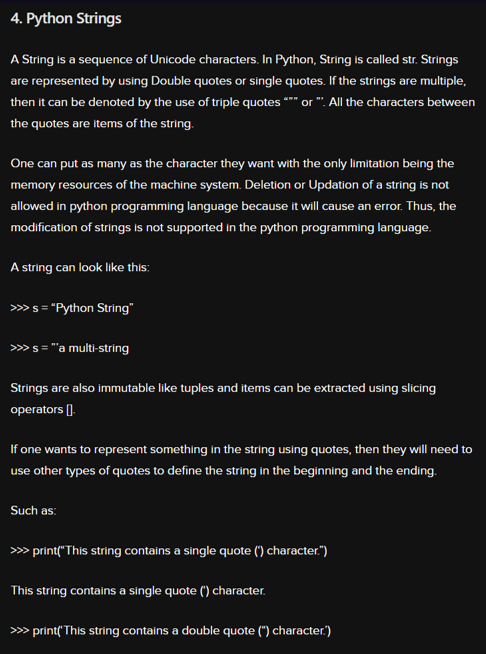 4. Python Strings
A String is a sequence of Unicode characters. In Python, String is called str. Strings
are represented by using Double quotes or single quotes. If the strings are multiple,
then it can be denoted by the use of triple quotes “”” or ”’. All the characters between
the quotes are items of the string.
One can put as many as the character they want with the only limitation being the
memory resources of the machine system. Deletion or Updation of a string is not
allowed in python programming language because it will cause an error. Thus, the
modification of strings is not supported in the python programming language.
A string can look like this:
>>> s = “Python String”
>>> s = ”’a multi-string
Strings are also immutable like tuples and items can be extracted using slicing
operators [].
If one wants to represent something in the string using quotes, then they will need to
use other types of quotes to define the string in the beginning and the ending.
Such as:
>>> print(“This string contains a single quote (‘) character.”)
This string contains a single quote (‘) character.
>>> print(‘This string contains a double quote (“) character.’)